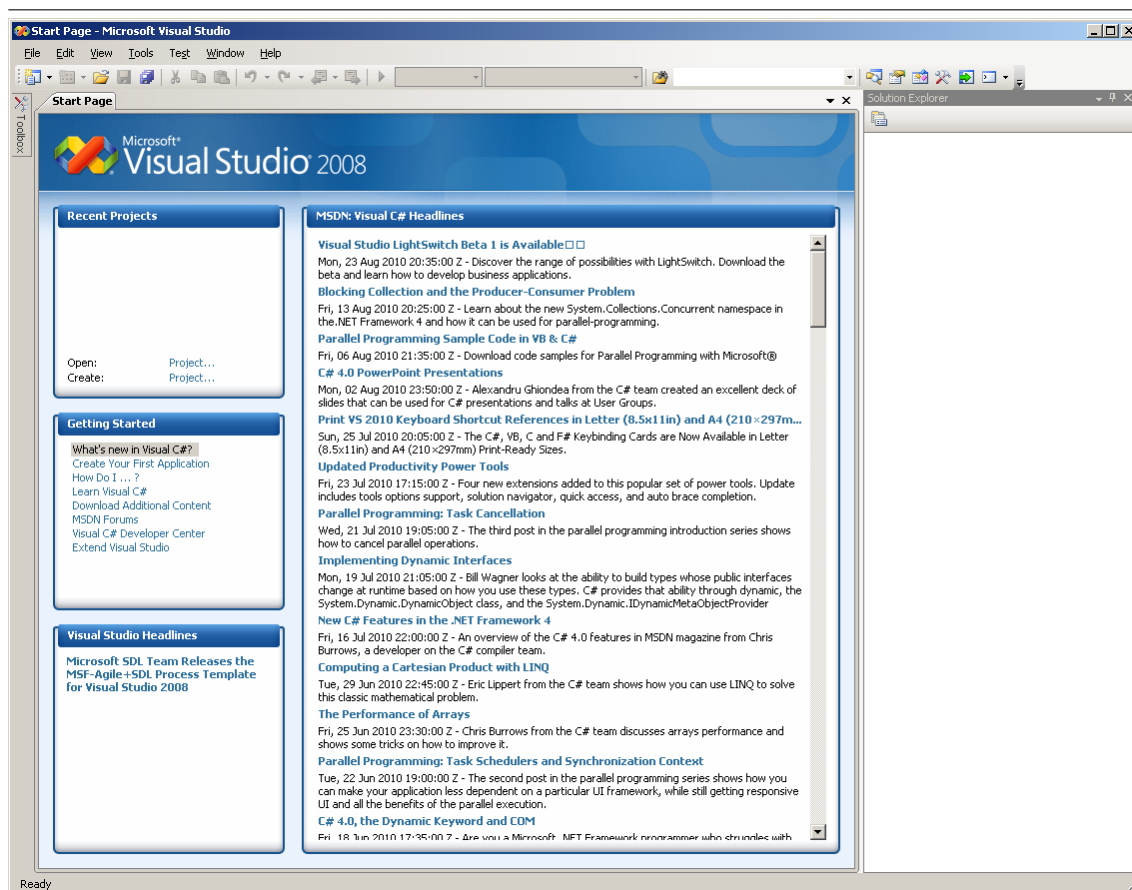 Start Page - Microsoft Visual Studio
File Edit View Tools Test Window Help
Toolbox
Start Page
Solution Explorer
Microsoft®
Visual Studio 2008
Recent Projects
Open: Project...
Create: Project...
Getting Started
What's new in Visual C#?
Create Your First Application
How Do I ... ?
Learn Visual C#
Download Additional Content
MSDN Forums
Visual C# Developer Center
Extend Visual Studio
Visual Studio Headlines
Microsoft SDL Team Releases the
MSF-Agile+SDL Process Template
for Visual Studio 2008
MSDN: Visual C# Headlines
Visual Studio LightSwitch Beta 1 is Available□□
Mon, 23 Aug 2010 20:35:00 Z - Discover the range of possibilities with LightSwitch. Download the
beta and learn how to develop business applications.
Blocking Collection and the Producer-Consumer Problem
Fri, 13 Aug 2010 20:25:00 Z - Learn about the new System.Collections.Concurrent namespace in
the.NET Framework 4 and how it can be used for parallel-programming.
Parallel Programming Sample Code in VB & C#
Fri, 06 Aug 2010 21:35:00 Z - Download code samples for Parallel Programming with Microsoft®
C# 4.0 PowerPoint Presentations
Mon, 02 Aug 2010 23:50:00 Z - Alexandru Ghiondea from the C# team created an excellent deck of
slides that can be used for C# presentations and talks at User Groups.
Print VS 2010 Keyboard Shortcut References in Letter (8.5x11in) and A4 (210×297m...
Sun, 25 Jul 2010 20:05:00 Z - The C#, VB, C and F# Keybinding Cards are Now Available in Letter
(8.5x11in) and A4 (210×297mm) Print-Ready Sizes.
Updated Productivity Power Tools
Fri, 23 Jul 2010 17:15:00 Z - Four new extensions added to this popular set of power tools. Update
includes tools options support, solution navigator, quick access, and auto brace completion.
Parallel Programming: Task Cancellation
Wed, 21 Jul 2010 19:05:00 Z - The third post in the parallel programming introduction series shows
how to cancel parallel operations.
Implementing Dynamic Interfaces
Mon, 19 Jul 2010 21:05:00 Z - Bill Wagner looks at the ability to build types whose public interfaces
change at runtime based on how you use these types. C# provides that ability through dynamic, the
System.Dynamic.DynamicObject class, and the System.Dynamic.IDynamicMetaObjectProvider
New C# Features in the .NET Framework 4
Fri, 16 Jul 2010 22:00:00 Z - An overview of the C# 4.0 features in MSDN magazine from Chris
Burrows, a developer on the C# compiler team.
Computing a Cartesian Product with LINQ
Tue, 29 Jun 2010 22:45:00 Z - Eric Lippert from the C# team shows how you can use LINQ to solve
this classic mathematical problem.
The Performance of Arrays
Fri, 25 Jun 2010 23:30:00 Z - Chris Burrows from the C# team discusses arrays performance and
shows some tricks on how to improve it.
Parallel Programming: Task Schedulers and Synchronization Context
Tue, 22 Jun 2010 19:00:00 Z - The second post in the parallel programming series shows how you
can make your application less dependent on a particular UI framework, while still getting responsive
UI and all the benefits of the parallel execution.
C# 4.0, the Dynamic Keyword and COM
Fri, 18 Jun 2010 17:35:00 Z - Are you a Microsoft .NET Framework programmer who struggles with
Ready